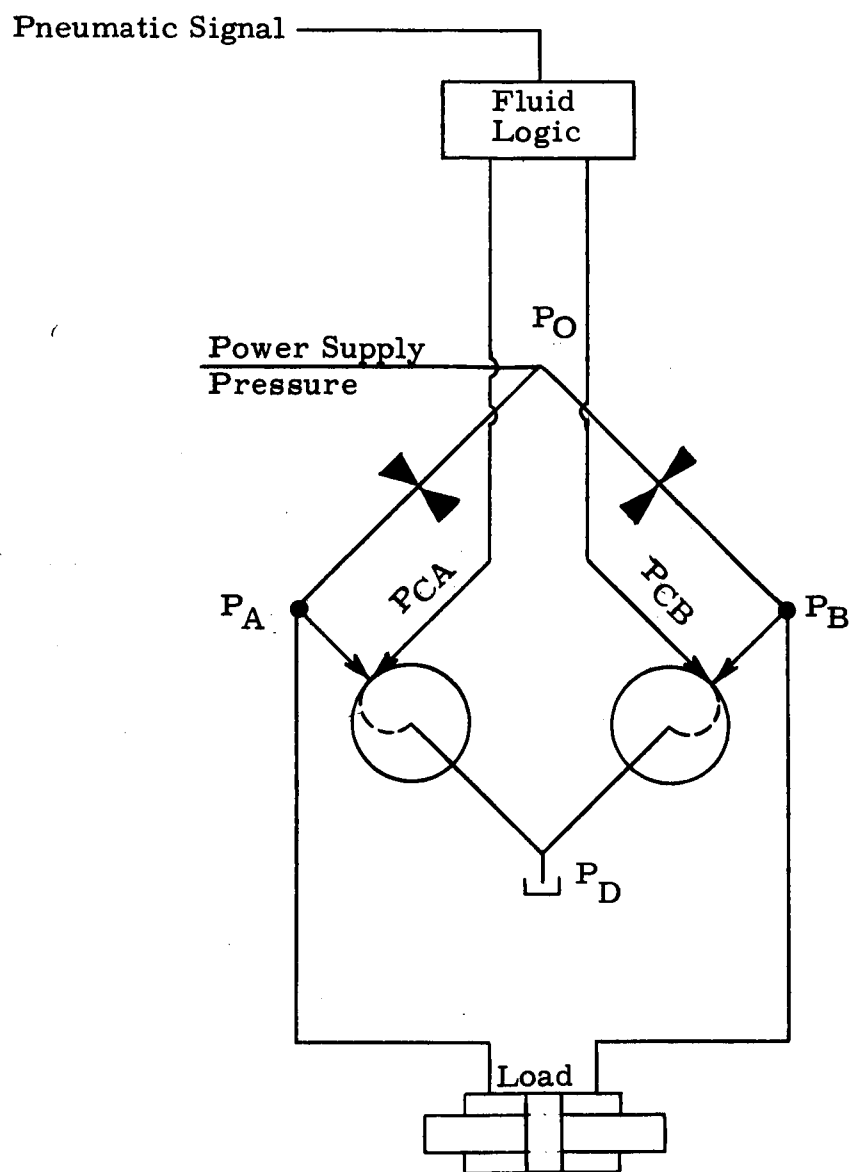 Pneumatic Signal
Fluid
Logic
PO
Power Supply
Pressure
PCA
PCB
PA
PB
PD
Load